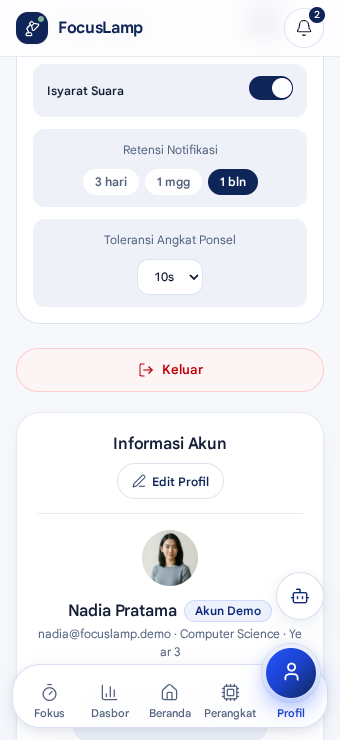 FocusLamp
2
Isyarat Suara
Retensi Notifikasi
3 hari 1 mgg 1 bln
Toleransi Angkat Ponsel
10s
Keluar
Informasi Akun
Edit Profil
Nadia Pratama Akun Demo
nadia@focuslamp.demo · Computer Science · Ye
ar 3
Fokus Dasbor Beranda Perangkat Profil